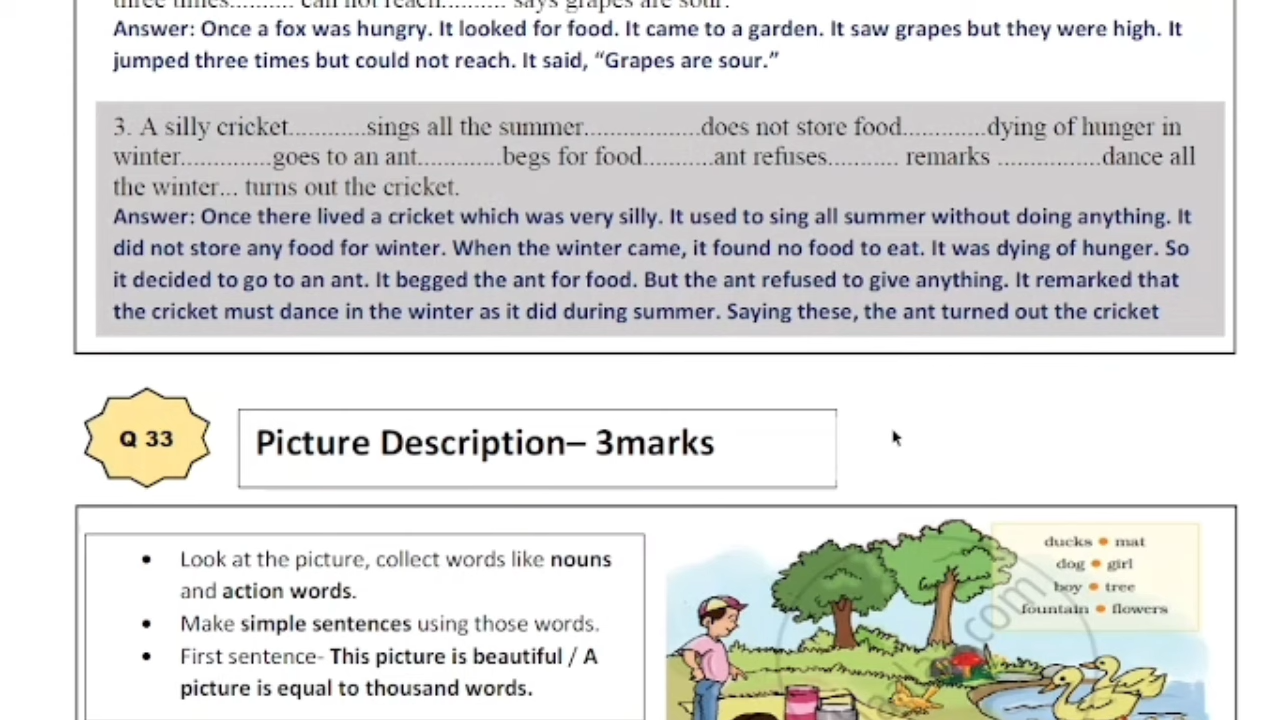 three times.......... can not reach.......... says grapes are sour.
Answer: Once a fox was hungry. It looked for food. It came to a garden. It saw grapes but they were high. It
jumped three times but could not reach. It said, “Grapes are sour.”
3. A silly cricket............sings all the summer..................does not store food.............dying of hunger in
winter..............goes to an ant.............begs for food...........ant refuses........... remarks ................dance all
the winter... turns out the cricket.
Answer: Once there lived a cricket which was very silly. It used to sing all summer without doing anything. It
did not store any food for winter. When the winter came, it found no food to eat. It was dying of hunger. So
it decided to go to an ant. It begged the ant for food. But the ant refused to give anything. It remarked that
the cricket must dance in the winter as it did during summer. Saying these, the ant turned out the cricket
Q 33
Picture Description– 3marks
• Look at the picture, collect words like nouns
and action words.
• Make simple sentences using those words.
• First sentence- This picture is beautiful / A
picture is equal to thousand words.
ducks • mat
dog • girl
boy • tree
fountain • flowers